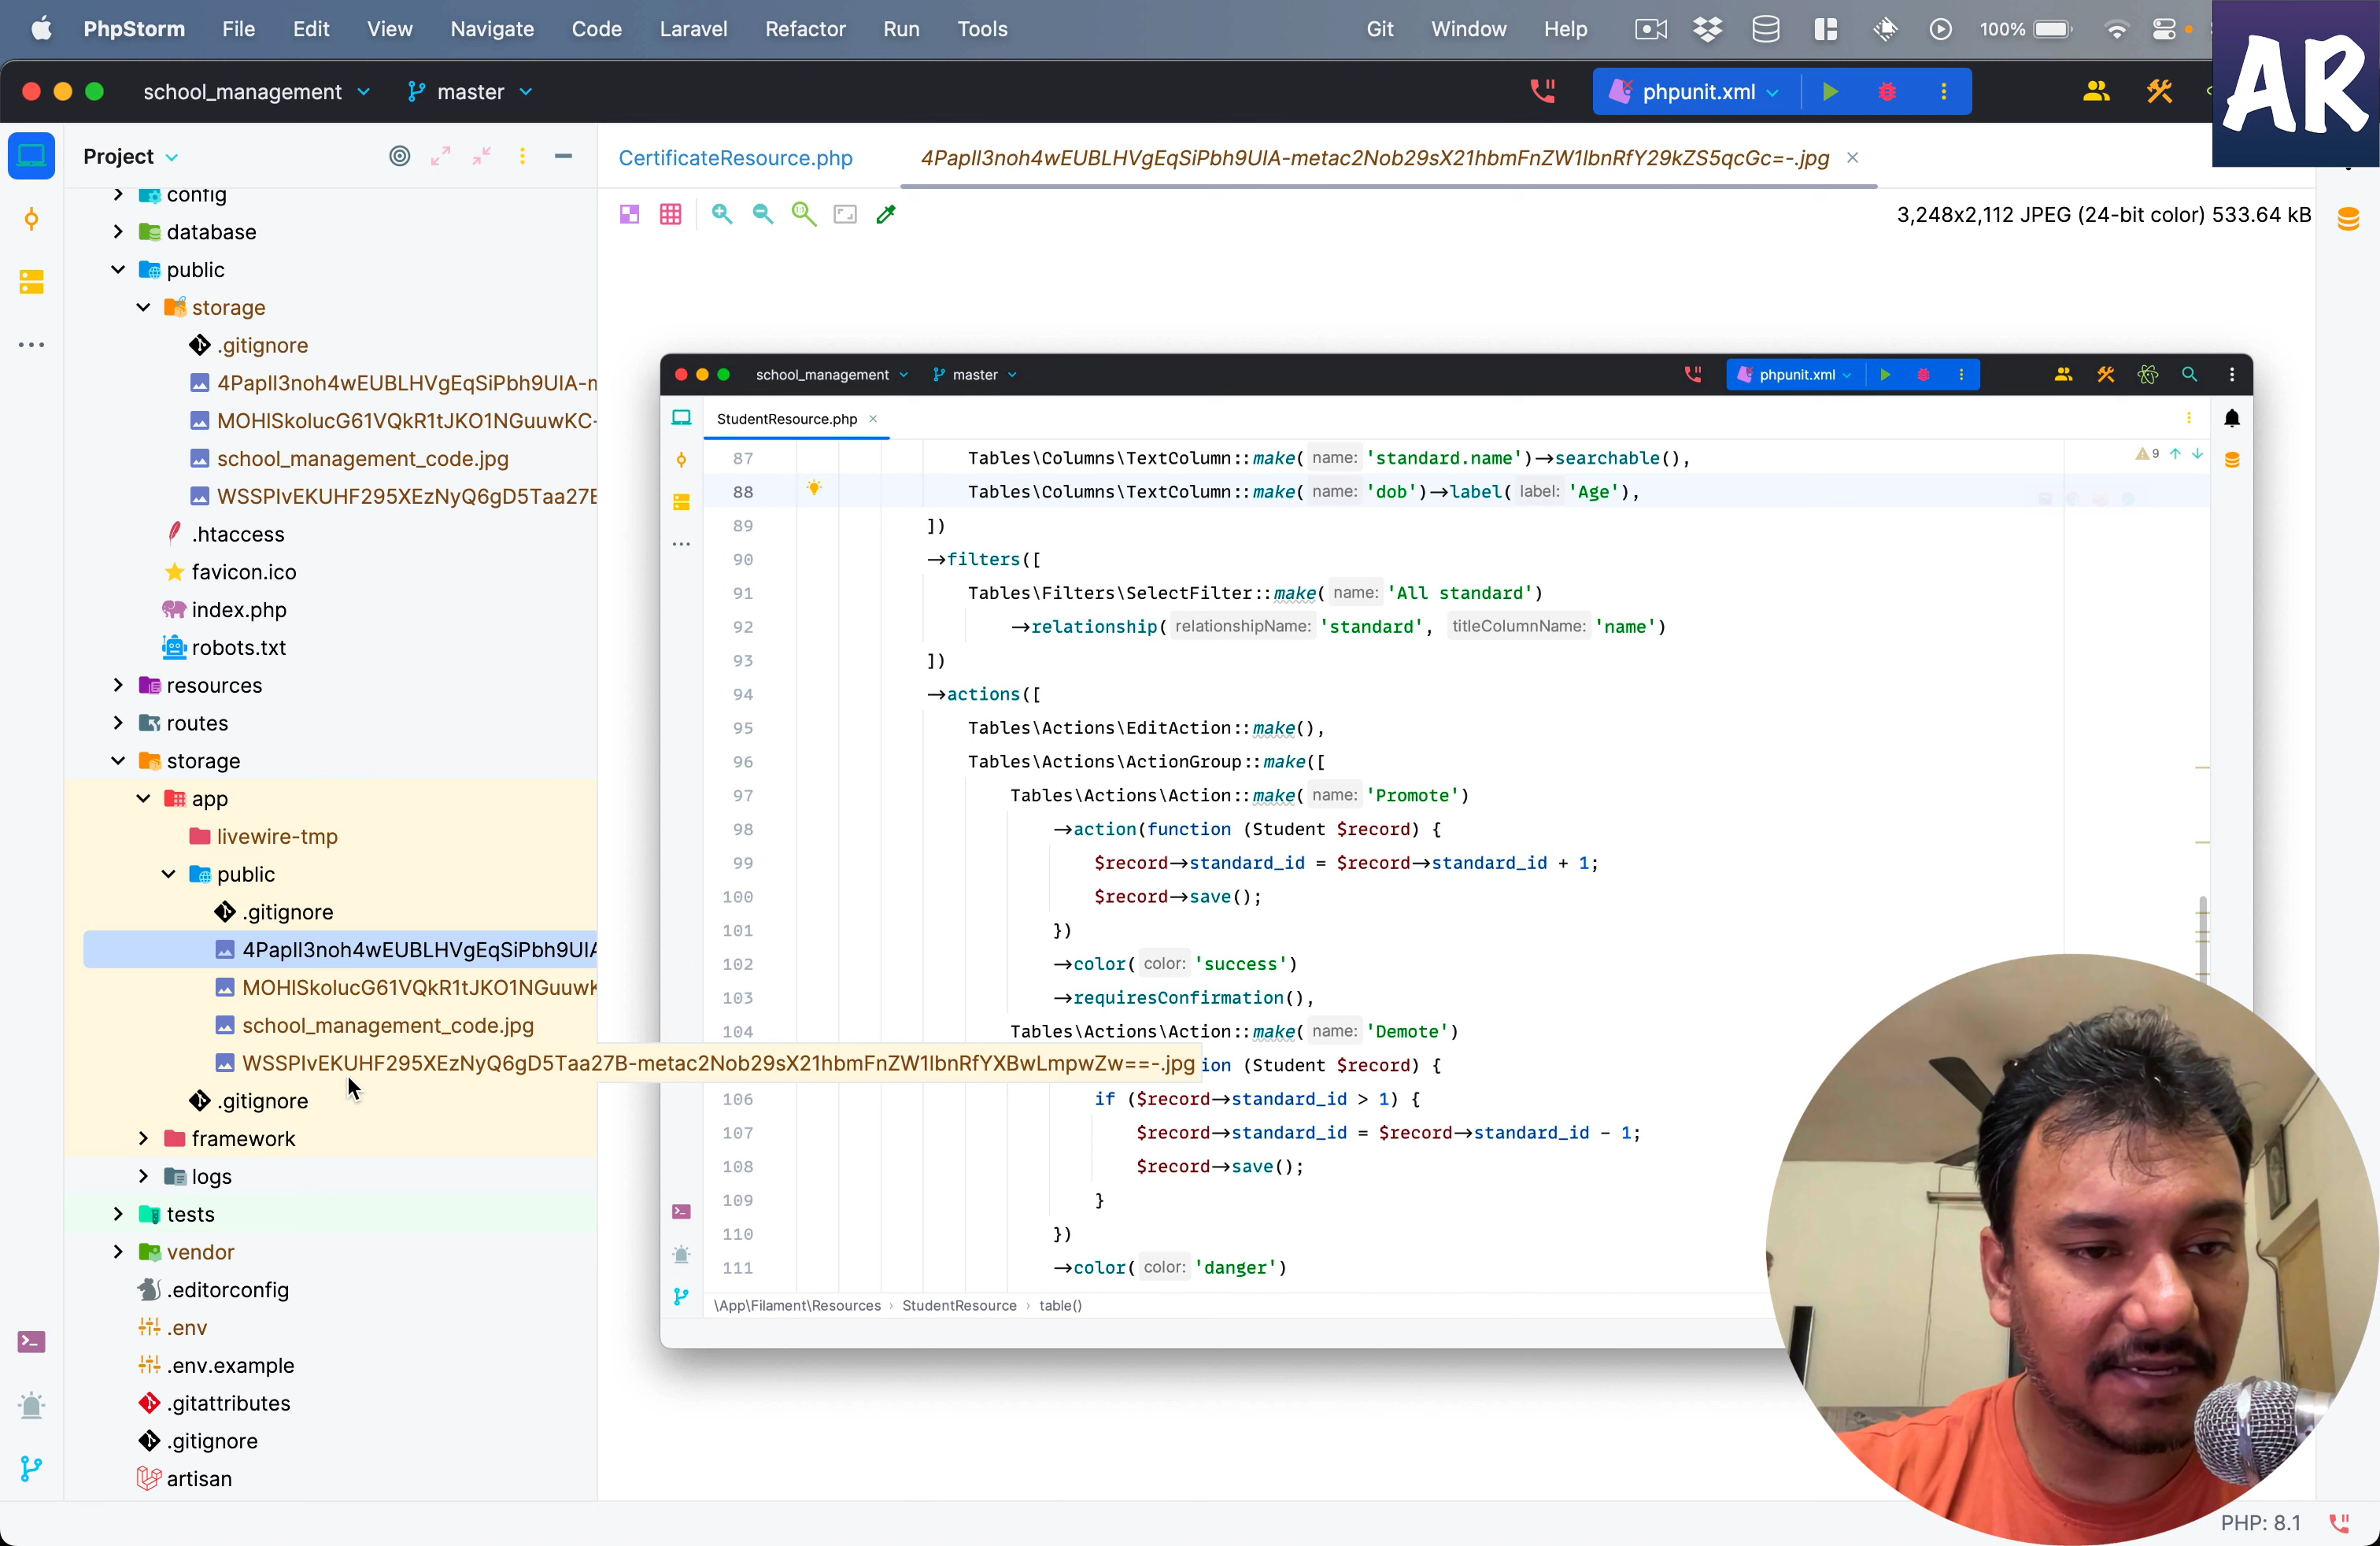 PhpStorm File Edit View Navigate Code Laravel Refactor Run Tools Git Window Help 100%
AR
school_management master phpunit.xml
Project
CertificateResource.php 4PapIl3noh4wEUBLHVgEqSiPbh9UIA-metac2Nob29sX21hbmFnZW1lbnRfY29kZS5qcGc=-.jpg
3,248x2,112 JPEG (24-bit color) 533.64 kB
config
database
public
storage
.gitignore
4PapIl3noh4wEUBLHVgEqSiPbh9UIA-m
MOHISkolucG61VQkR1tJKO1NGuuwKC-
school_management_code.jpg
WSSPIvEKUHF295XEzNyQ6gD5Taa27B
.htaccess
favicon.ico
index.php
robots.txt
resources
routes
storage
app
livewire-tmp
public
.gitignore
4PapIl3noh4wEUBLHVgEqSiPbh9UIA
MOHISkolucG61VQkR1tJKO1NGuuwK
school_management_code.jpg
WSSPIvEKUHF295XEzNyQ6gD5Taa27B-metac2Nob29sX21hbmFnZW1lbnRfYXBwLmpwZw==-.jpg
.gitignore
framework
logs
tests
vendor
.editorconfig
.env
.env.example
.gitattributes
.gitignore
artisan
school_management master phpunit.xml
StudentResource.php
9
87 Tables\Columns\TextColumn::make( name: 'standard.name')->searchable(),
88 Tables\Columns\TextColumn::make( name: 'dob')->label( label: 'Age'),
89 ])
90 ->filters([
91 Tables\Filters\SelectFilter::make( name: 'All standard')
92 ->relationship( relationshipName: 'standard', titleColumnName: 'name')
93 ])
94 ->actions([
95 Tables\Actions\EditAction::make(),
96 Tables\Actions\ActionGroup::make([
97 Tables\Actions\Action::make( name: 'Promote')
98 ->action(function (Student $record) {
99 $record->standard_id = $record->standard_id + 1;
100 $record->save();
101 })
102 ->color( color: 'success')
103 ->requiresConfirmation(),
104 Tables\Actions\Action::make( name: 'Demote')
ion (Student $record) {
106 if ($record->standard_id > 1) {
107 $record->standard_id = $record->standard_id - 1;
108 $record->save();
109 }
110 })
111 ->color( color: 'danger')
\App\Filament\Resources › StudentResource › table()
PHP: 8.1